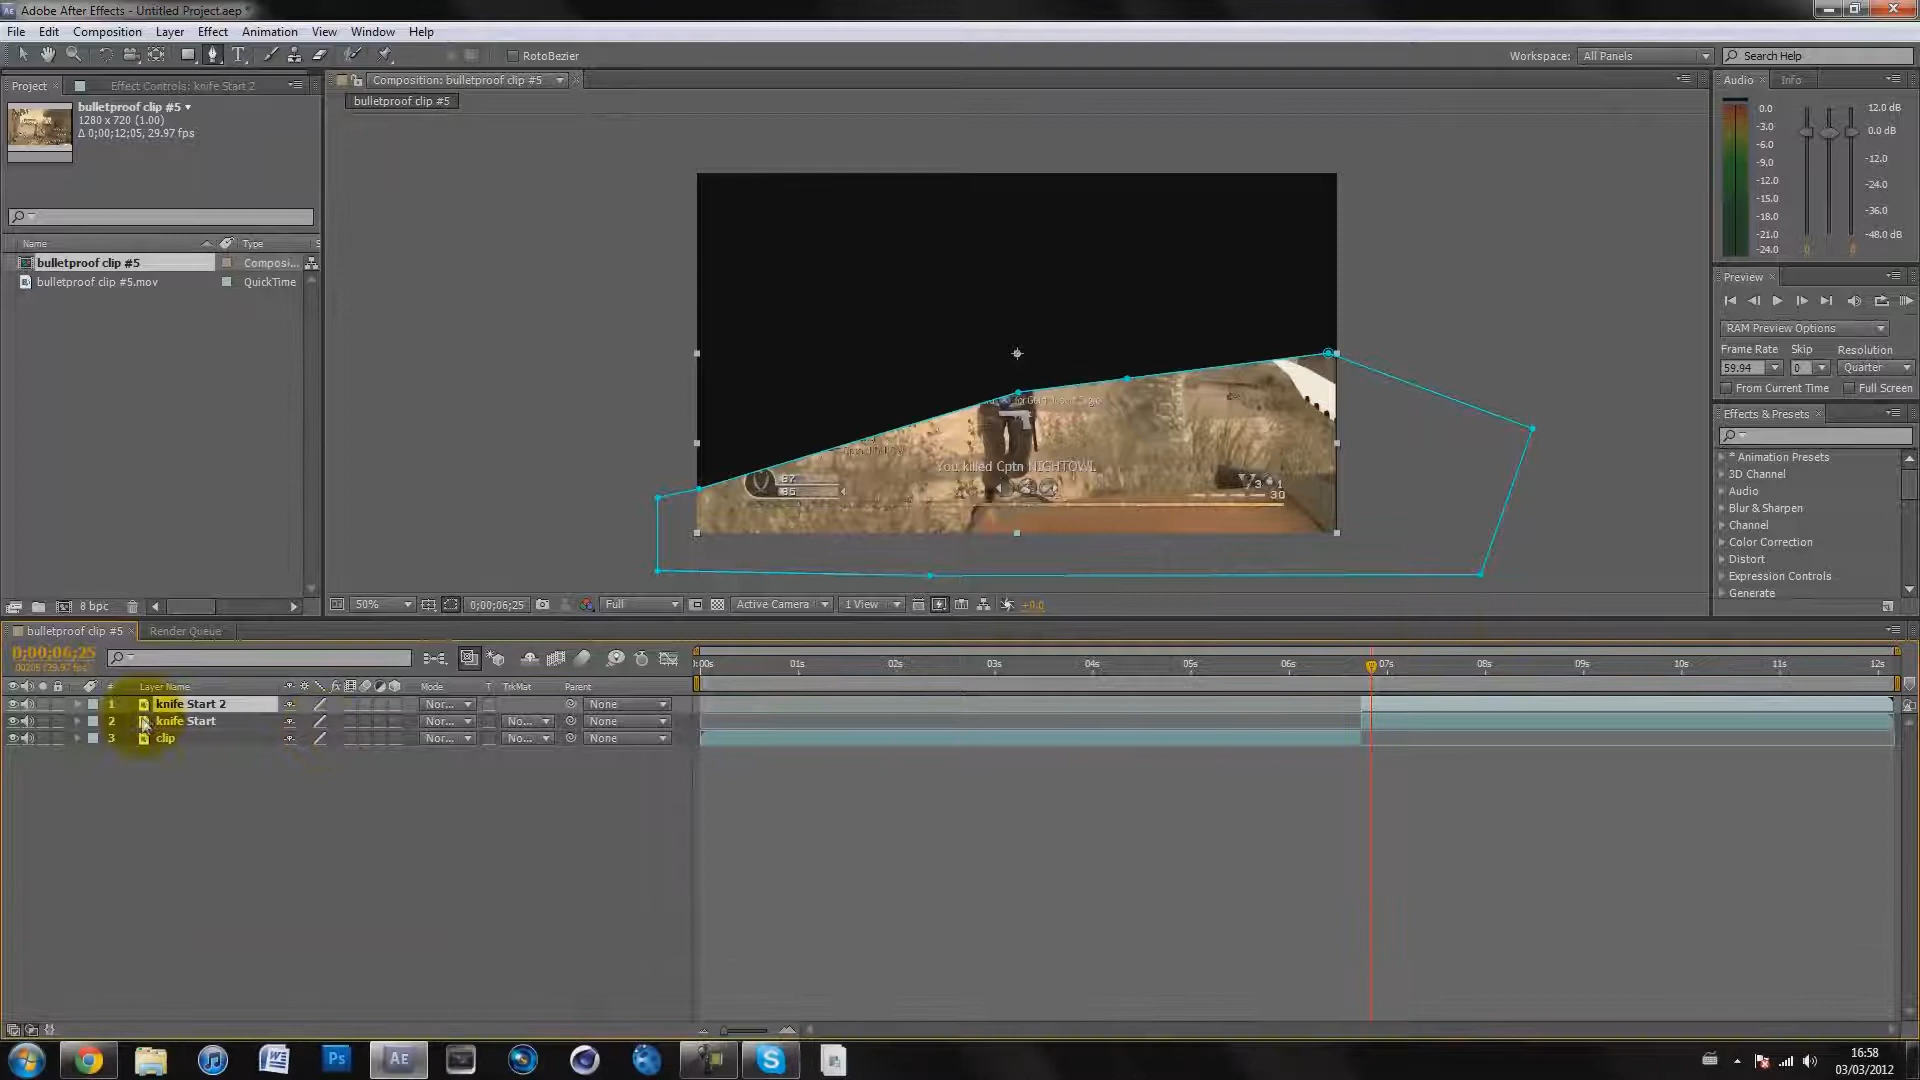 Adobe After Effects - Untitled Project.aep *
File Edit Composition Layer Effect Animation View Window Help
RotoBezier
Workspace: All Panels
Search Help
Project
Effect Controls: knife Start 2
Composition: bulletproof clip #5
Audio
Info
bulletproof clip #5
1280 x 720 (1.00)
Δ 0;00;12;05, 29.97 fps
bulletproof clip #5
0.0
-3.0
-6.0
-9.0
-12.0
-15.0
-18.0
-21.0
-24.0
12.0 dB
0.0 dB
-12.0
-24.0
-36.0
-48.0 dB
0
0
Name
Type
S
bulletproof clip #5
Composi...
bulletproof clip #5.mov
QuickTime
Preview
RAM Preview Options
Frame Rate Skip Resolution
59.94
0
Quarter
From Current Time
Full Screen
Effects & Presets
* Animation Presets
3D Channel
Audio
Blur & Sharpen
Channel
Color Correction
Distort
Expression Controls
Generate
You killed Cptn NIGHTOWL
87
85
3
1
30
8 bpc
50%
0;00;06;25
Full
Active Camera
1 View
+0.0
bulletproof clip #5
Render Queue
0;00;06;25
00205 (29.97 fps)
:00s 01s 02s 03s 04s 05s 06s 07s 08s 09s 10s 11s 12s
# Layer Name
fx
Mode
T TrkMat
Parent
1 knife Start 2 Nor... None
2 knife Start Nor... No... None
3 clip Nor... No... None
Ps
Ae
W
S
16:58
03/03/2012